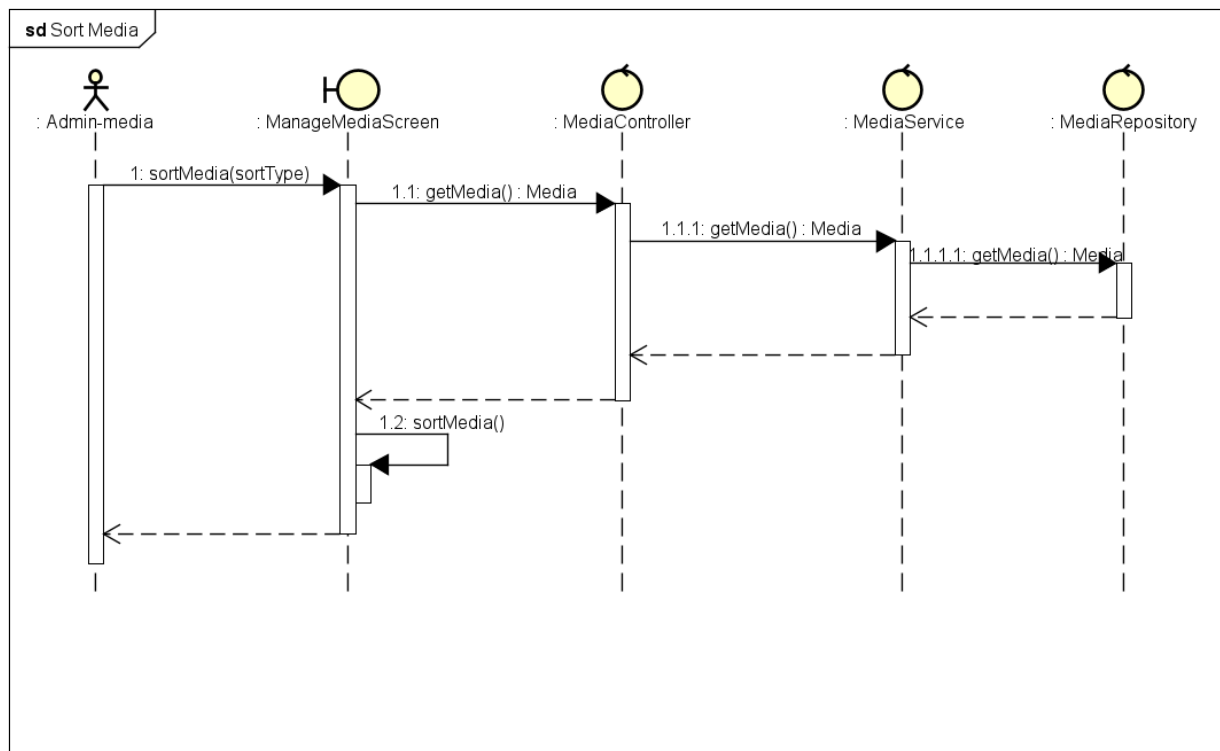 sd Sort Media
: Admin-media
: ManageMediaScreen
: MediaController
: MediaService
: MediaRepository
1: sortMedia(sortType)
1.1: getMedia() : Media
1.1.1: getMedia() : Media
1.1.1.1: getMedia() : Media
1.2: sortMedia()